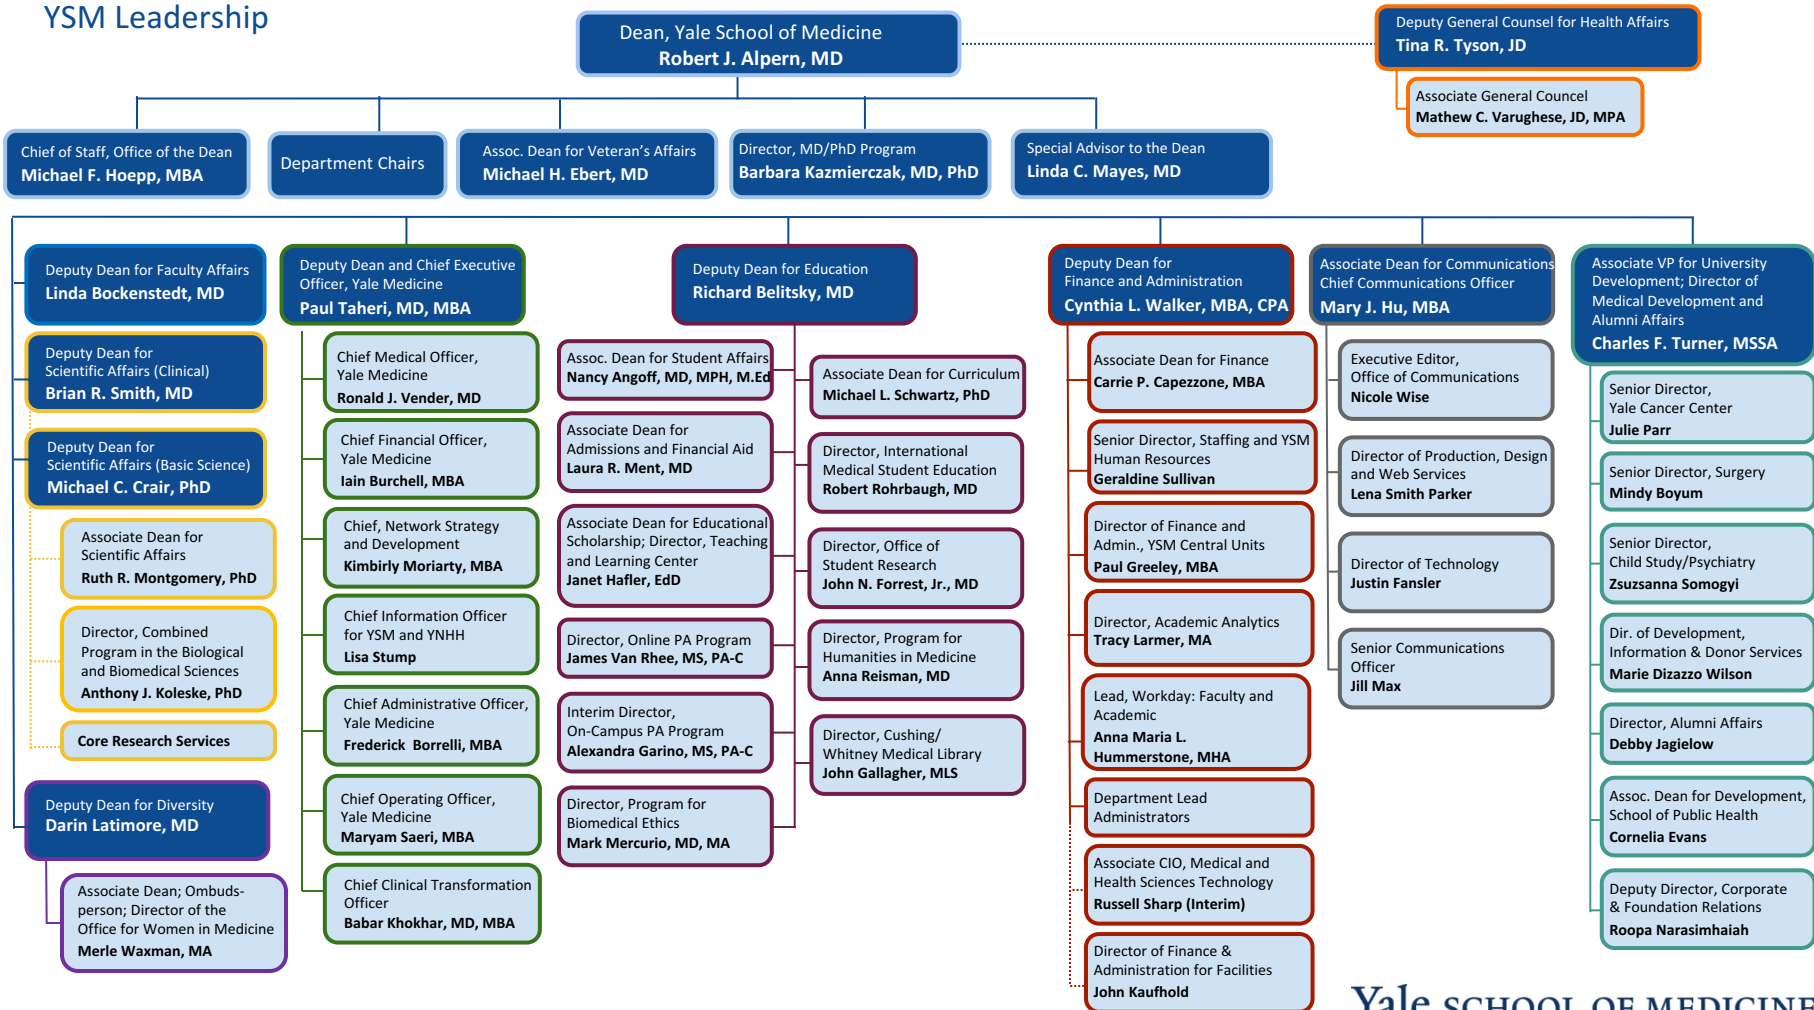 YSM Leadership
Dean, Yale School of Medicine
Robert J. Alpern, MD
Deputy General Counsel for Health Affairs
Tina R. Tyson, JD
Associate General Councel
Mathew C. Varughese, JD, MPA
Chief of Staff, Office of the Dean
Michael F. Hoepp, MBA
Department Chairs
Assoc. Dean for Veteran's Affairs
Michael H. Ebert, MD
Director, MD/PhD Program
Barbara Kazmierczak, MD, PhD
Special Advisor to the Dean
Linda C. Mayes, MD
Deputy Dean for Faculty Affairs
Linda Bockenstedt, MD
Deputy Dean for
Scientific Affairs (Clinical)
Brian R. Smith, MD
Deputy Dean for
Scientific Affairs (Basic Science)
Michael C. Crair, PhD
Associate Dean for
Scientific Affairs
Ruth R. Montgomery, PhD
Director, Combined
Program in the Biological
and Biomedical Sciences
Anthony J. Koleske, PhD
Core Research Services
Deputy Dean for Diversity
Darin Latimore, MD
Associate Dean; Ombuds-
person; Director of the
Office for Women in Medicine
Merle Waxman, MA
Deputy Dean and Chief Executive
Officer, Yale Medicine
Paul Taheri, MD, MBA
Chief Medical Officer,
Yale Medicine
Ronald J. Vender, MD
Chief Financial Officer,
Yale Medicine
Iain Burchell, MBA
Chief, Network Strategy
and Development
Kimbirly Moriarty, MBA
Chief Information Officer
for YSM and YNHH
Lisa Stump
Chief Administrative Officer,
Yale Medicine
Frederick Borrelli, MBA
Chief Operating Officer,
Yale Medicine
Maryam Saeri, MBA
Chief Clinical Transformation
Officer
Babar Khokhar, MD, MBA
Deputy Dean for Education
Richard Belitsky, MD
Assoc. Dean for Student Affairs
Nancy Angoff, MD, MPH, M.Ed
Associate Dean for
Admissions and Financial Aid
Laura R. Ment, MD
Associate Dean for Educational
Scholarship; Director, Teaching
and Learning Center
Janet Hafler, EdD
Director, Online PA Program
James Van Rhee, MS, PA-C
Interim Director,
On-Campus PA Program
Alexandra Garino, MS, PA-C
Director, Program for
Biomedical Ethics
Mark Mercurio, MD, MA
Associate Dean for Curriculum
Michael L. Schwartz, PhD
Director, International
Medical Student Education
Robert Rohrbaugh, MD
Director, Office of
Student Research
John N. Forrest, Jr., MD
Director, Program for
Humanities in Medicine
Anna Reisman, MD
Director, Cushing/
Whitney Medical Library
John Gallagher, MLS
Deputy Dean for
Finance and Administration
Cynthia L. Walker, MBA, CPA
Associate Dean for Finance
Carrie P. Capezzone, MBA
Senior Director, Staffing and YSM
Human Resources
Geraldine Sullivan
Director of Finance and
Admin., YSM Central Units
Paul Greeley, MBA
Director, Academic Analytics
Tracy Larmer, MA
Lead, Workday: Faculty and
Academic
Anna Maria L.
Hummerstone, MHA
Department Lead
Administrators
Associate CIO, Medical and
Health Sciences Technology
Russell Sharp (Interim)
Director of Finance &
Administration for Facilities
John Kaufhold
Associate Dean for Communications
Chief Communications Officer
Mary J. Hu, MBA
Executive Editor,
Office of Communications
Nicole Wise
Director of Production, Design
and Web Services
Lena Smith Parker
Director of Technology
Justin Fansler
Senior Communications
Officer
Jill Max
Associate VP for University
Development; Director of
Medical Development and
Alumni Affairs
Charles F. Turner, MSSA
Senior Director,
Yale Cancer Center
Julie Parr
Senior Director, Surgery
Mindy Boyum
Senior Director,
Child Study/Psychiatry
Zsuzsanna Somogyi
Dir. of Development,
Information & Donor Services
Marie Dizazzo Wilson
Director, Alumni Affairs
Debby Jagielow
Assoc. Dean for Development,
School of Public Health
Cornelia Evans
Deputy Director, Corporate
& Foundation Relations
Roopa Narasimhaiah
Yale SCHOOL OF MEDICINE